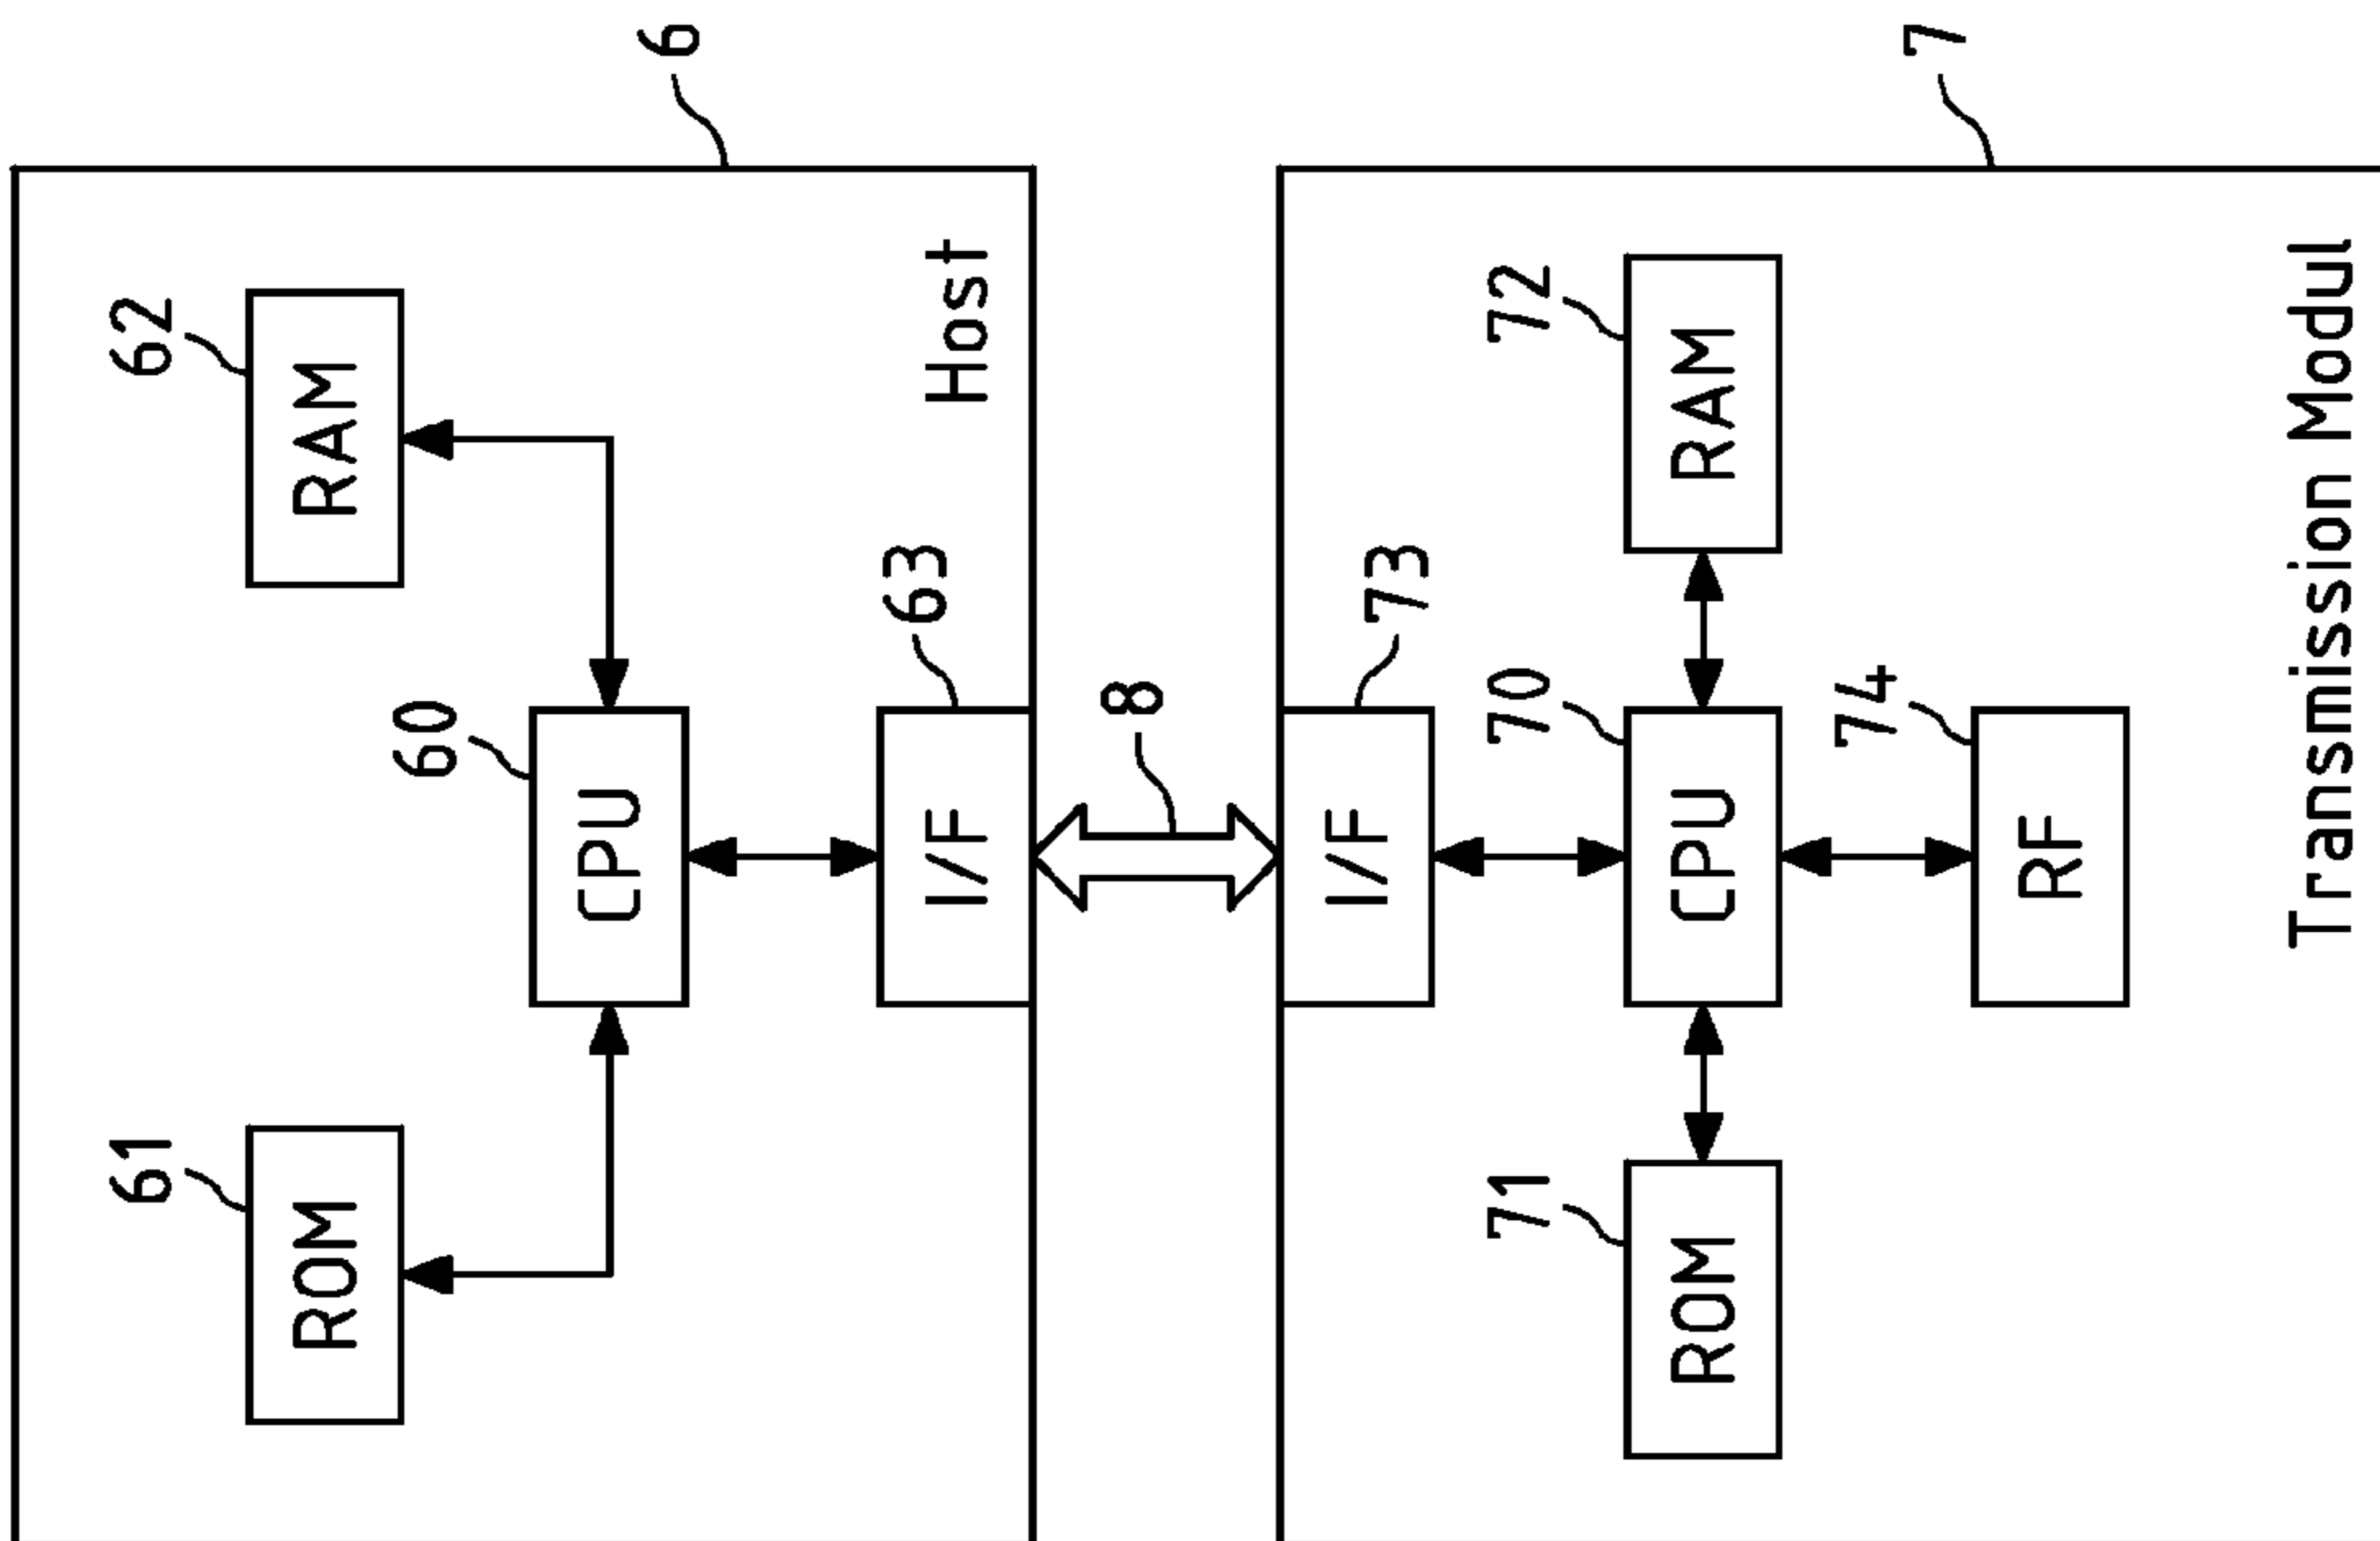 61
62
ROM
RAM
60
CPU
6
63
I/F
Host
8
I/F
73
71
70
72
ROM
CPU
RAM
74
7
RF
Transmission Modul